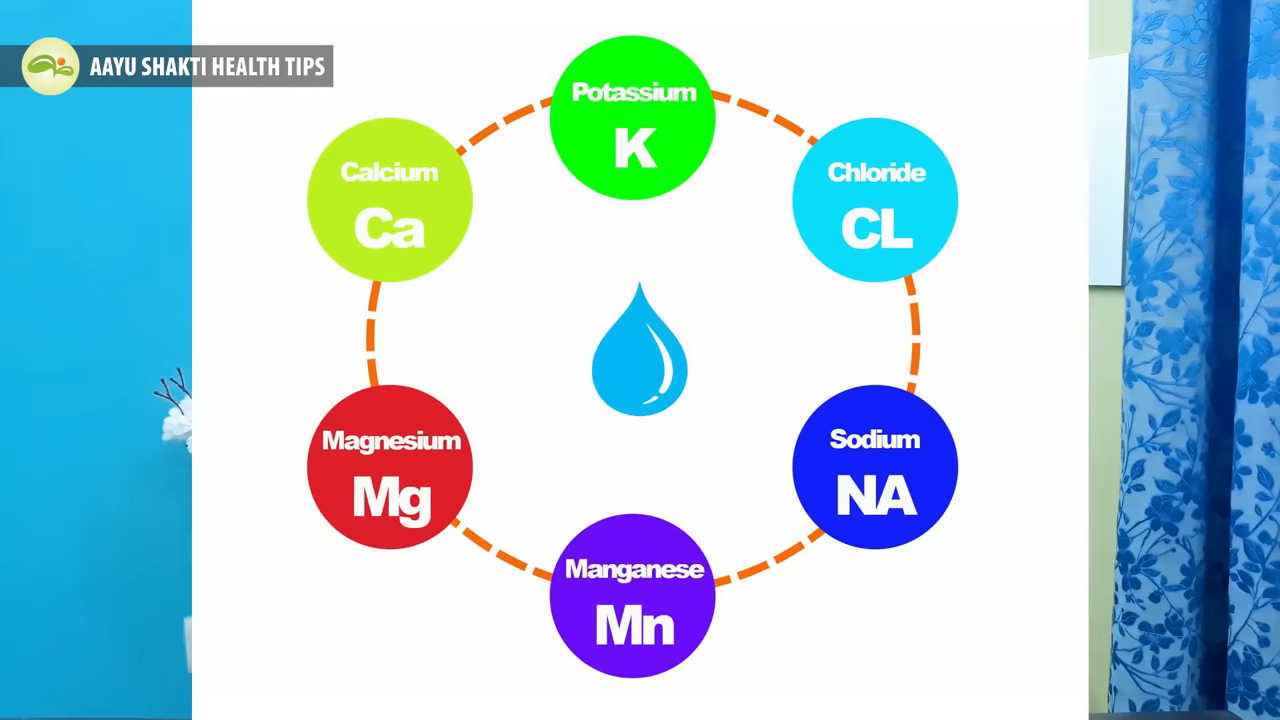 AAYU SHAKTI HEALTH TIPS
Potassium
K
Calcium
Ca
Chloride
CL
Magnesium
Mg
Sodium
NA
Manganese
Mn